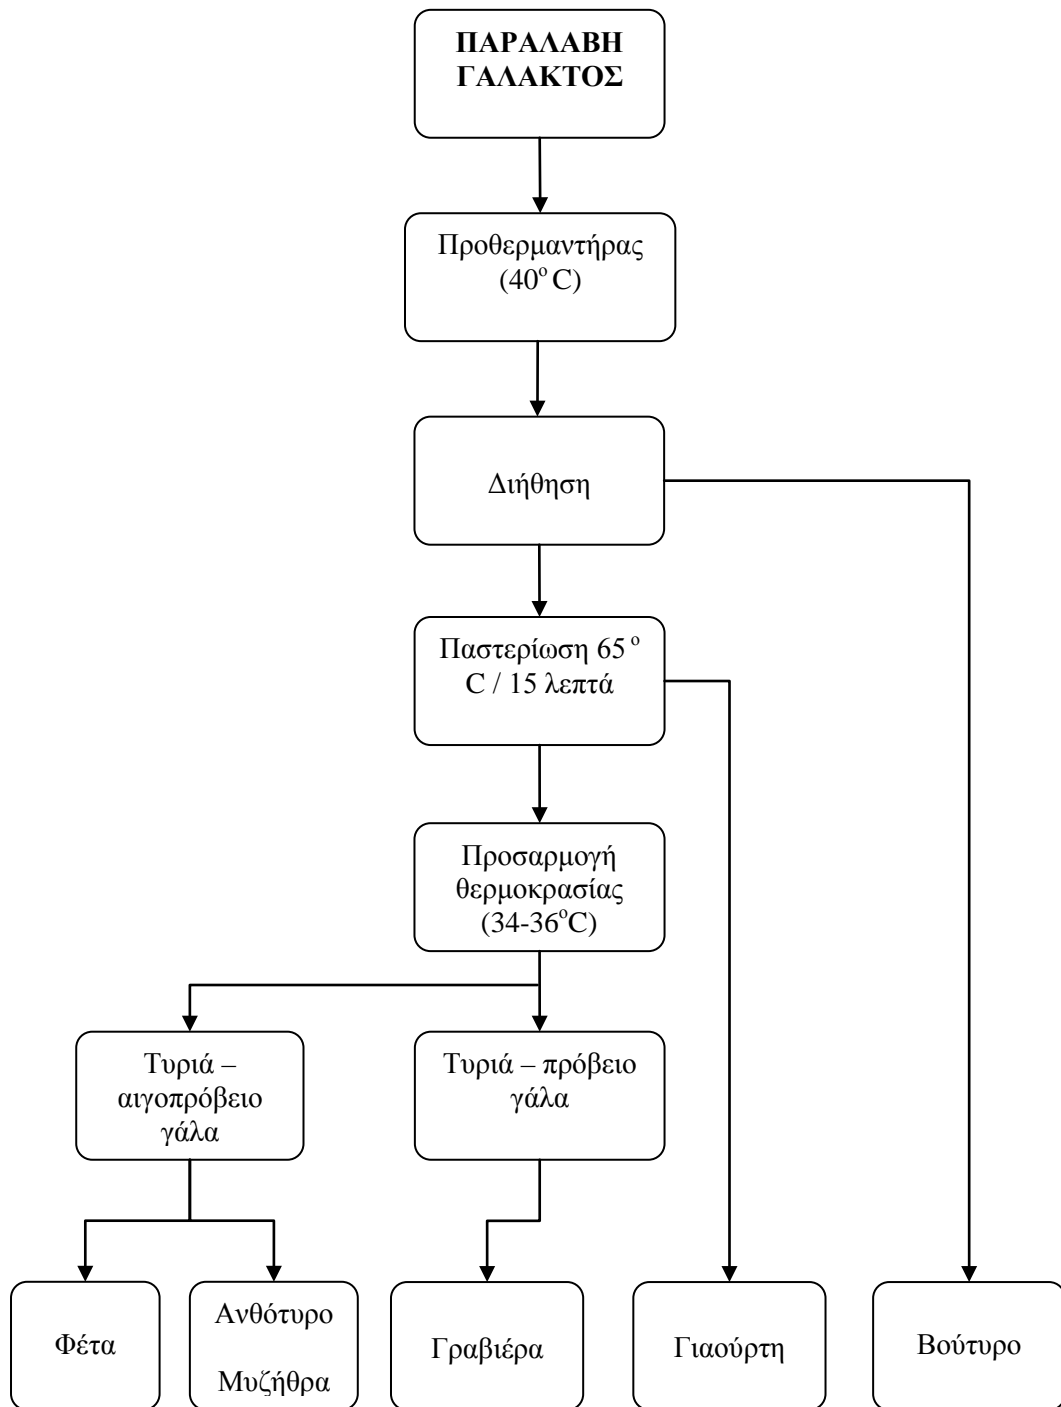 ΠΑΡΑΛΑΒΗ
ΓΑΛΑΚΤΟΣ
Προθερμαντήρας
(40º C)
Διήθηση
Παστερίωση 65 º
C / 15 λεπτά
Προσαρμογή
θερμοκρασίας
(34-36ºC)
Τυριά –
αιγοπρόβειο
γάλα
Τυριά – πρόβειο
γάλα
Φέτα
Ανθότυρο
Μυζήθρα
Γραβιέρα
Γιαούρτη
Βούτυρο